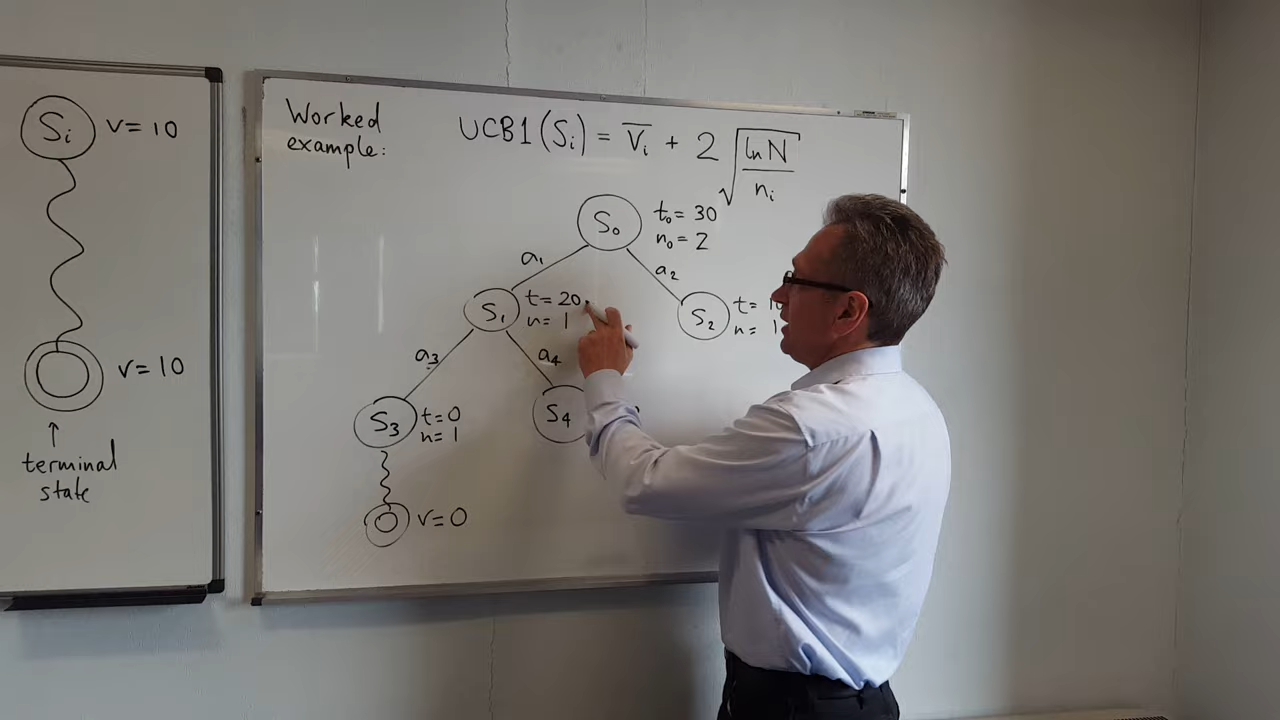 Sᵢ v=10
v=10
↑
terminal
state
Worked
example:
UCB1(Sᵢ) = V̅ᵢ + 2 √(ln N / nᵢ)
S₀ t₀= 30
n₀= 2
a₁ a₂
S₁ t= 20
n= 1
S₂ t=
n= 1
a₃ a₄
S₃ t=0
n= 1
S₄
v=0